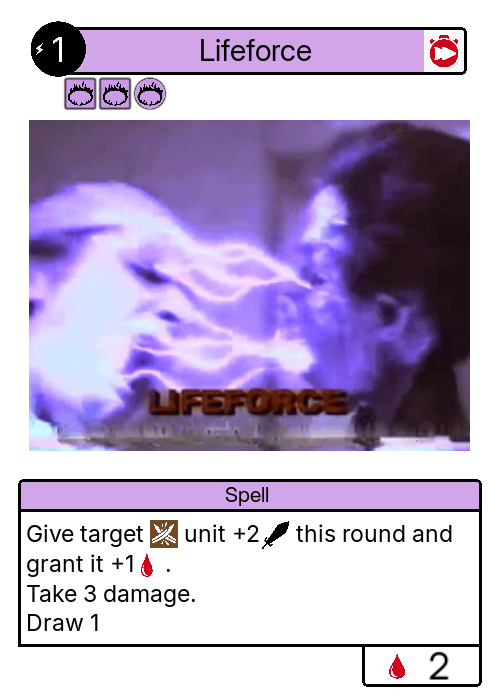 1
Lifeforce
LIFEFORCE
Spell
Give target unit +2 this round and
grant it +1 .
Take 3 damage.
Draw 1
2